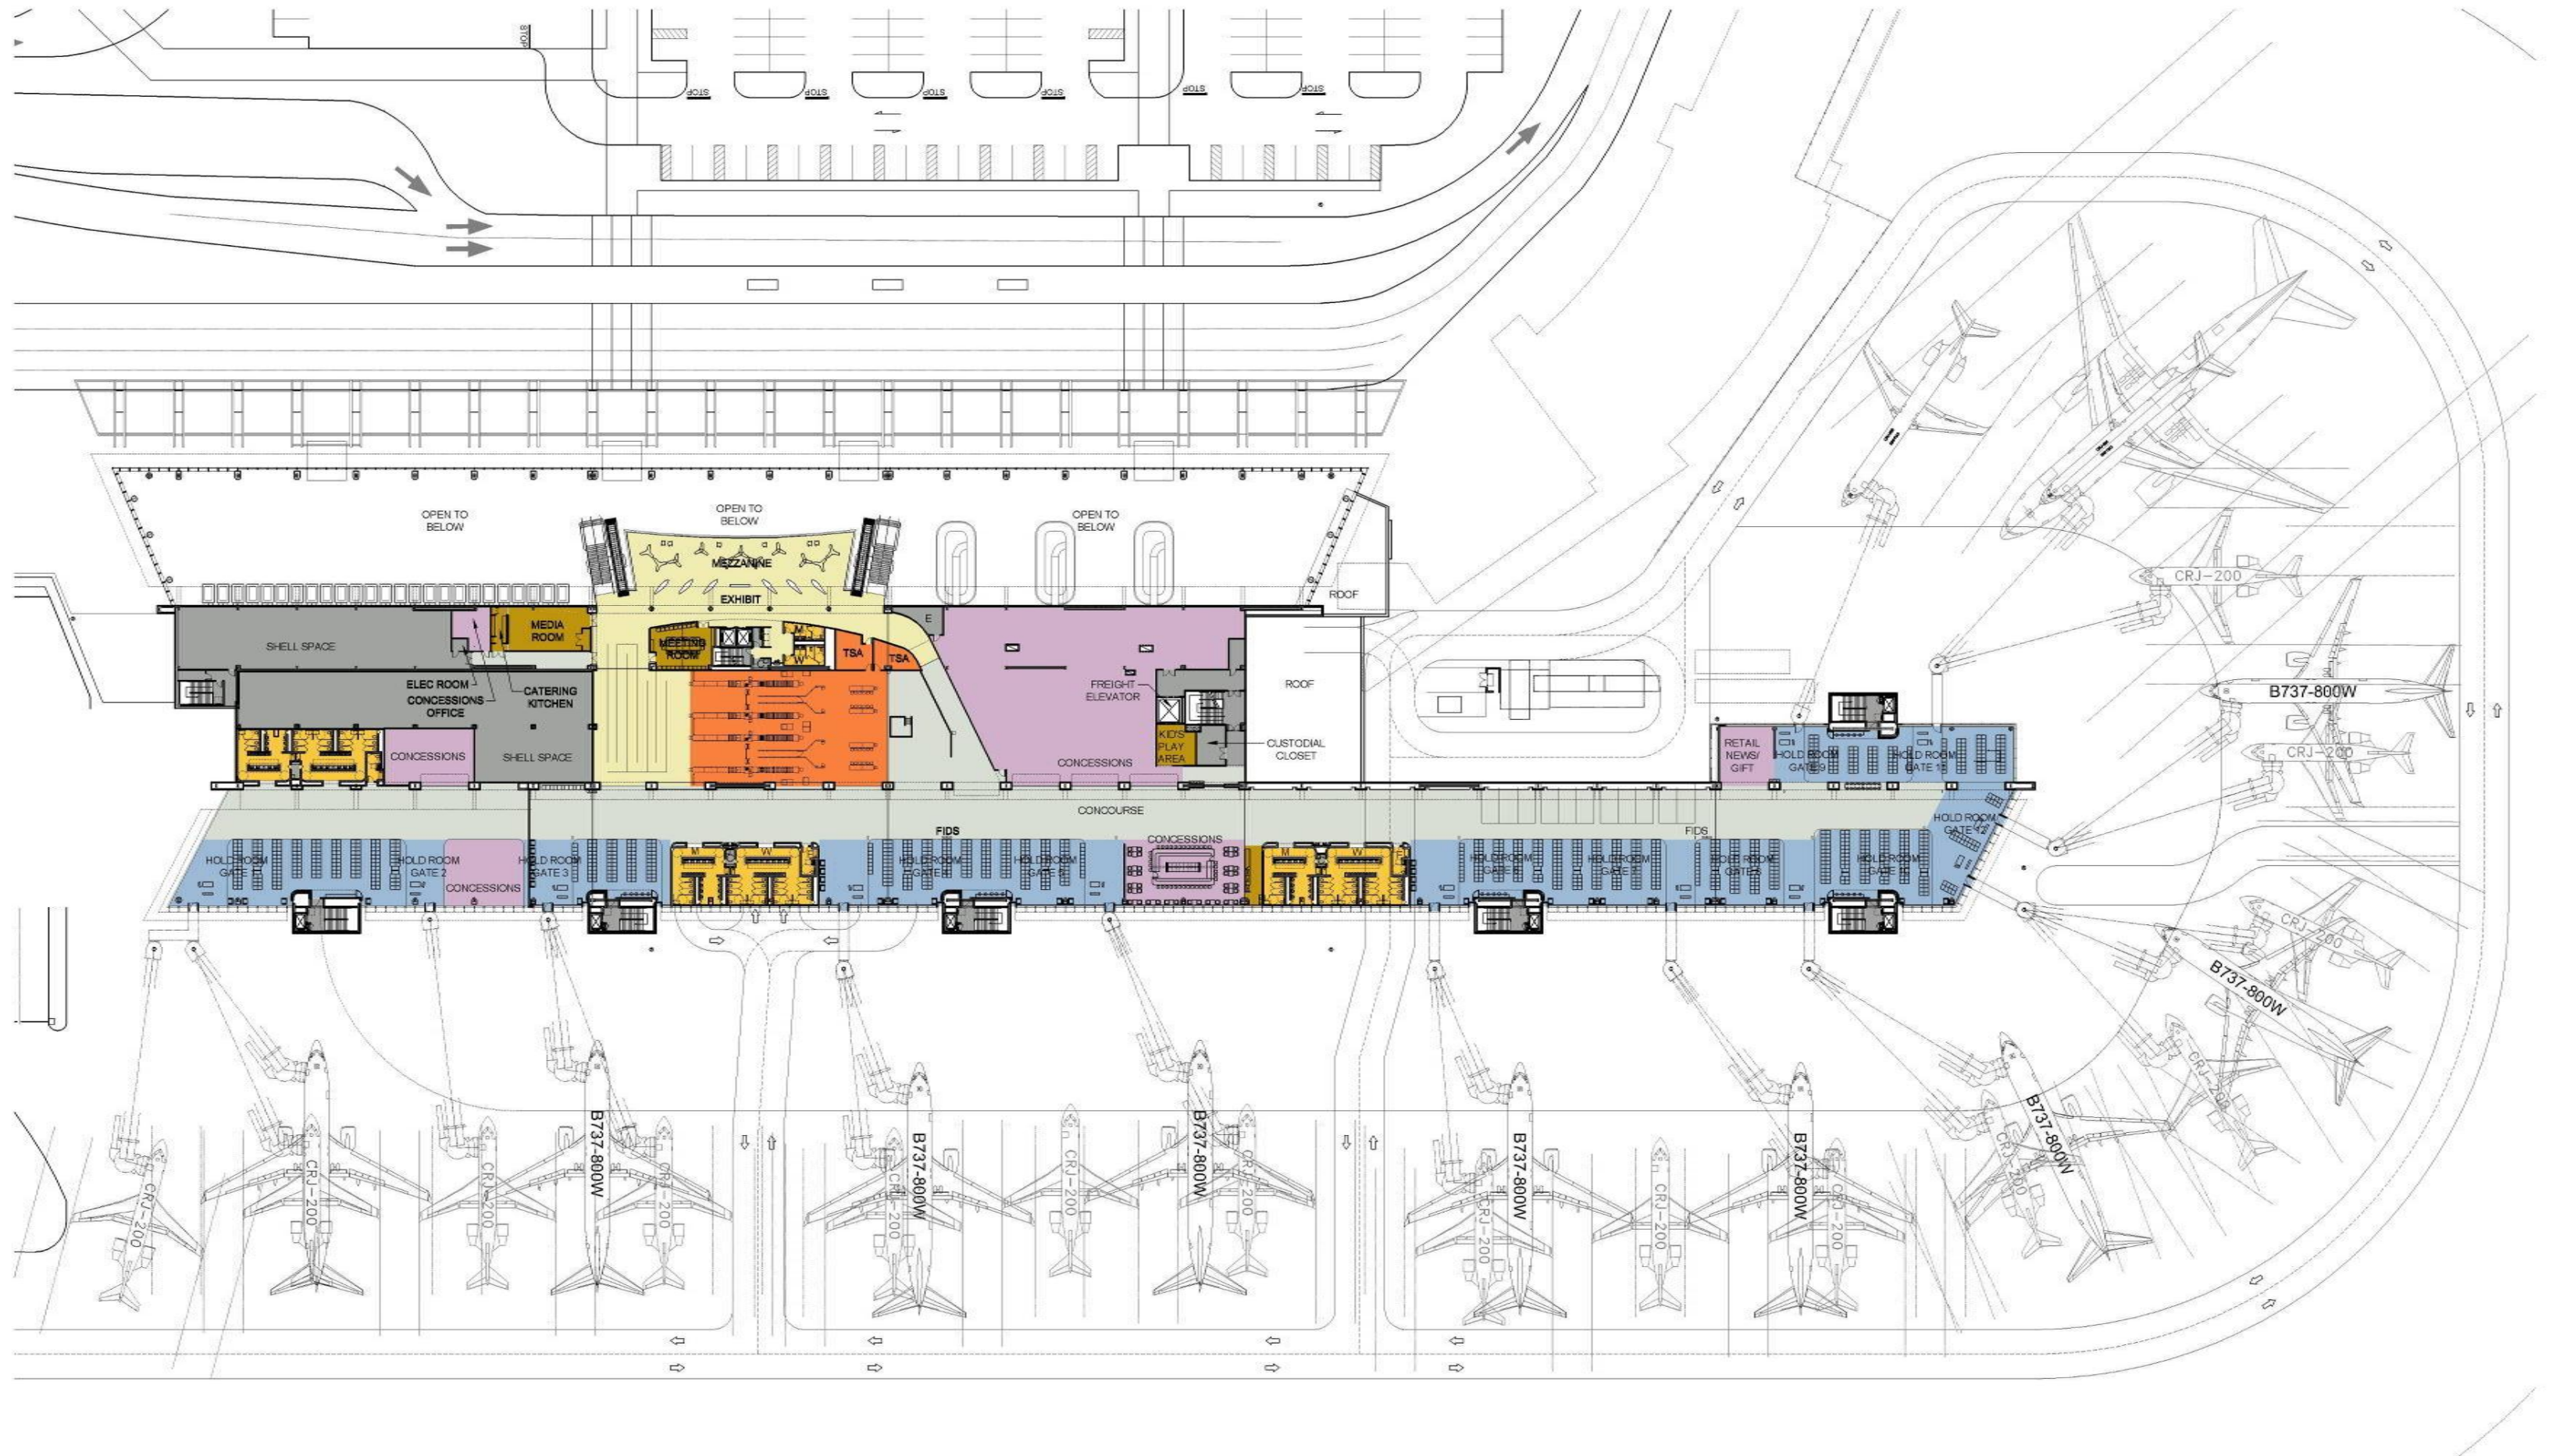 STOP
STOP
STOP
STOP
STOP
STOP
STOP
OPEN TO
BELOW
OPEN TO
BELOW
OPEN TO
BELOW
MEZZANINE
EXHIBIT
ROOF
SHELL SPACE
MEDIA
ROOM
MEETING
ROOM
M
W
TSA
TSA
E
ELEC ROOM
CONCESSIONS
OFFICE
CATERING
KITCHEN
FREIGHT
ELEVATOR
ROOF
CONCESSIONS
SHELL SPACE
KID'S
PLAY
AREA
CUSTODIAL
CLOSET
CONCESSIONS
RETAIL
NEWS/
GIFT
HOLD ROOM
GATE 9
HOLD ROOM
GATE 11
CONCOURSE
FIDS
FIDS
HOLD ROOM
GATE 12
HOLD ROOM
GATE 1
HOLD ROOM
GATE 2
CONCESSIONS
HOLD ROOM
GATE 3
M
W
HOLD ROOM
GATE 4
HOLD ROOM
GATE 5
CONCESSIONS
M
W
HOLD ROOM
GATE 6
HOLD ROOM
GATE 7
HOLD ROOM
GATE 8
HOLD ROOM
GATE 10
CRJ-200
B737-800W
CRJ-200
CRJ-200
B737-800W
CRJ-200
CRJ-200
CRJ-200
CRJ-200
B737-800W
CRJ-200
CRJ-200
B737-800W
CRJ-200
B737-800W
CRJ-200
CRJ-200
B737-800W
CRJ-200
B737-800W
CRJ-200
CRJ-200
B737-800W